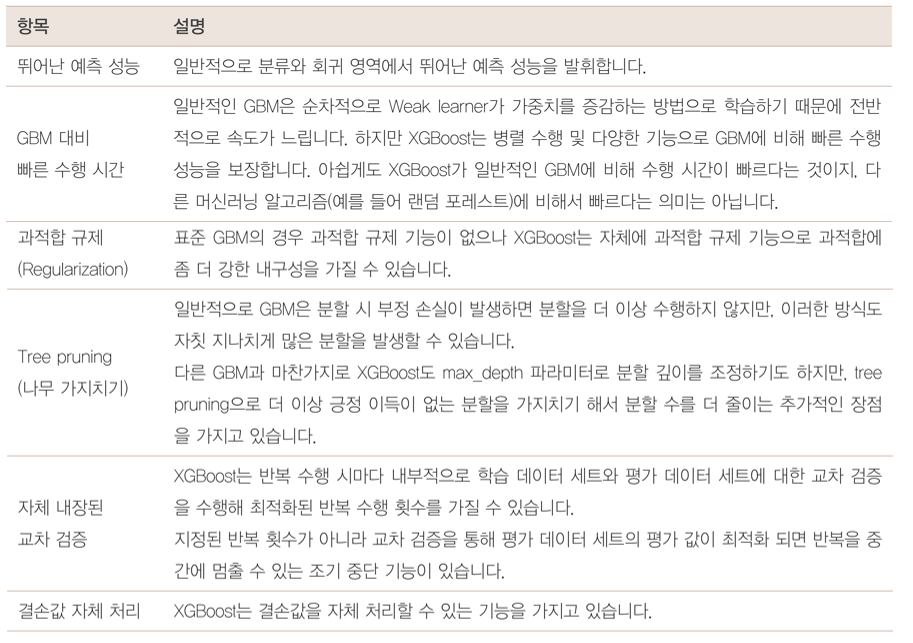 항목 설명
뛰어난 예측 성능 일반적으로 분류와 회귀 영역에서 뛰어난 예측 성능을 발휘합니다.
GBM 대비
빠른 수행 시간
일반적인 GBM은 순차적으로 Weak learner가 가중치를 증감하는 방법으로 학습하기 때문에 전반
적으로 속도가 느립니다. 하지만 XGBoost는 병렬 수행 및 다양한 기능으로 GBM에 비해 빠른 수행
성능을 보장합니다. 아쉽게도 XGBoost가 일반적인 GBM에 비해 수행 시간이 빠르다는 것이지, 다
른 머신러닝 알고리즘(예를 들어 랜덤 포레스트)에 비해서 빠르다는 의미는 아닙니다.
과적합 규제
(Regularization)
표준 GBM의 경우 과적합 규제 기능이 없으나 XGBoost는 자체에 과적합 규제 기능으로 과적합에
좀 더 강한 내구성을 가질 수 있습니다.
Tree pruning
(나무 가지치기)
일반적으로 GBM은 분할 시 부정 손실이 발생하면 분할을 더 이상 수행하지 않지만, 이러한 방식도
자칫 지나치게 많은 분할을 발생할 수 있습니다.
다른 GBM과 마찬가지로 XGBoost도 max_depth 파라미터로 분할 깊이를 조정하기도 하지만, tree
pruning으로 더 이상 긍정 이득이 없는 분할을 가지치기 해서 분할 수를 더 줄이는 추가적인 장점
을 가지고 있습니다.
자체 내장된
교차 검증
XGBoost는 반복 수행 시마다 내부적으로 학습 데이터 세트와 평가 데이터 세트에 대한 교차 검증
을 수행해 최적화된 반복 수행 횟수를 가질 수 있습니다.
지정된 반복 횟수가 아니라 교차 검증을 통해 평가 데이터 세트의 평가 값이 최적화 되면 반복을 중
간에 멈출 수 있는 조기 중단 기능이 있습니다.
결손값 자체 처리 XGBoost는 결손값을 자체 처리할 수 있는 기능을 가지고 있습니다.